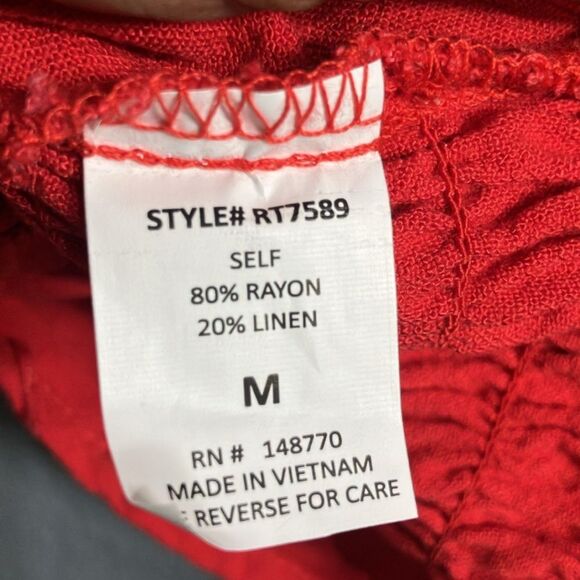 STYLE# RT7589
SELF
80% RAYON
20% LINEN
M
RN # 148770
MADE IN VIETNAM
REVERSE FOR CARE